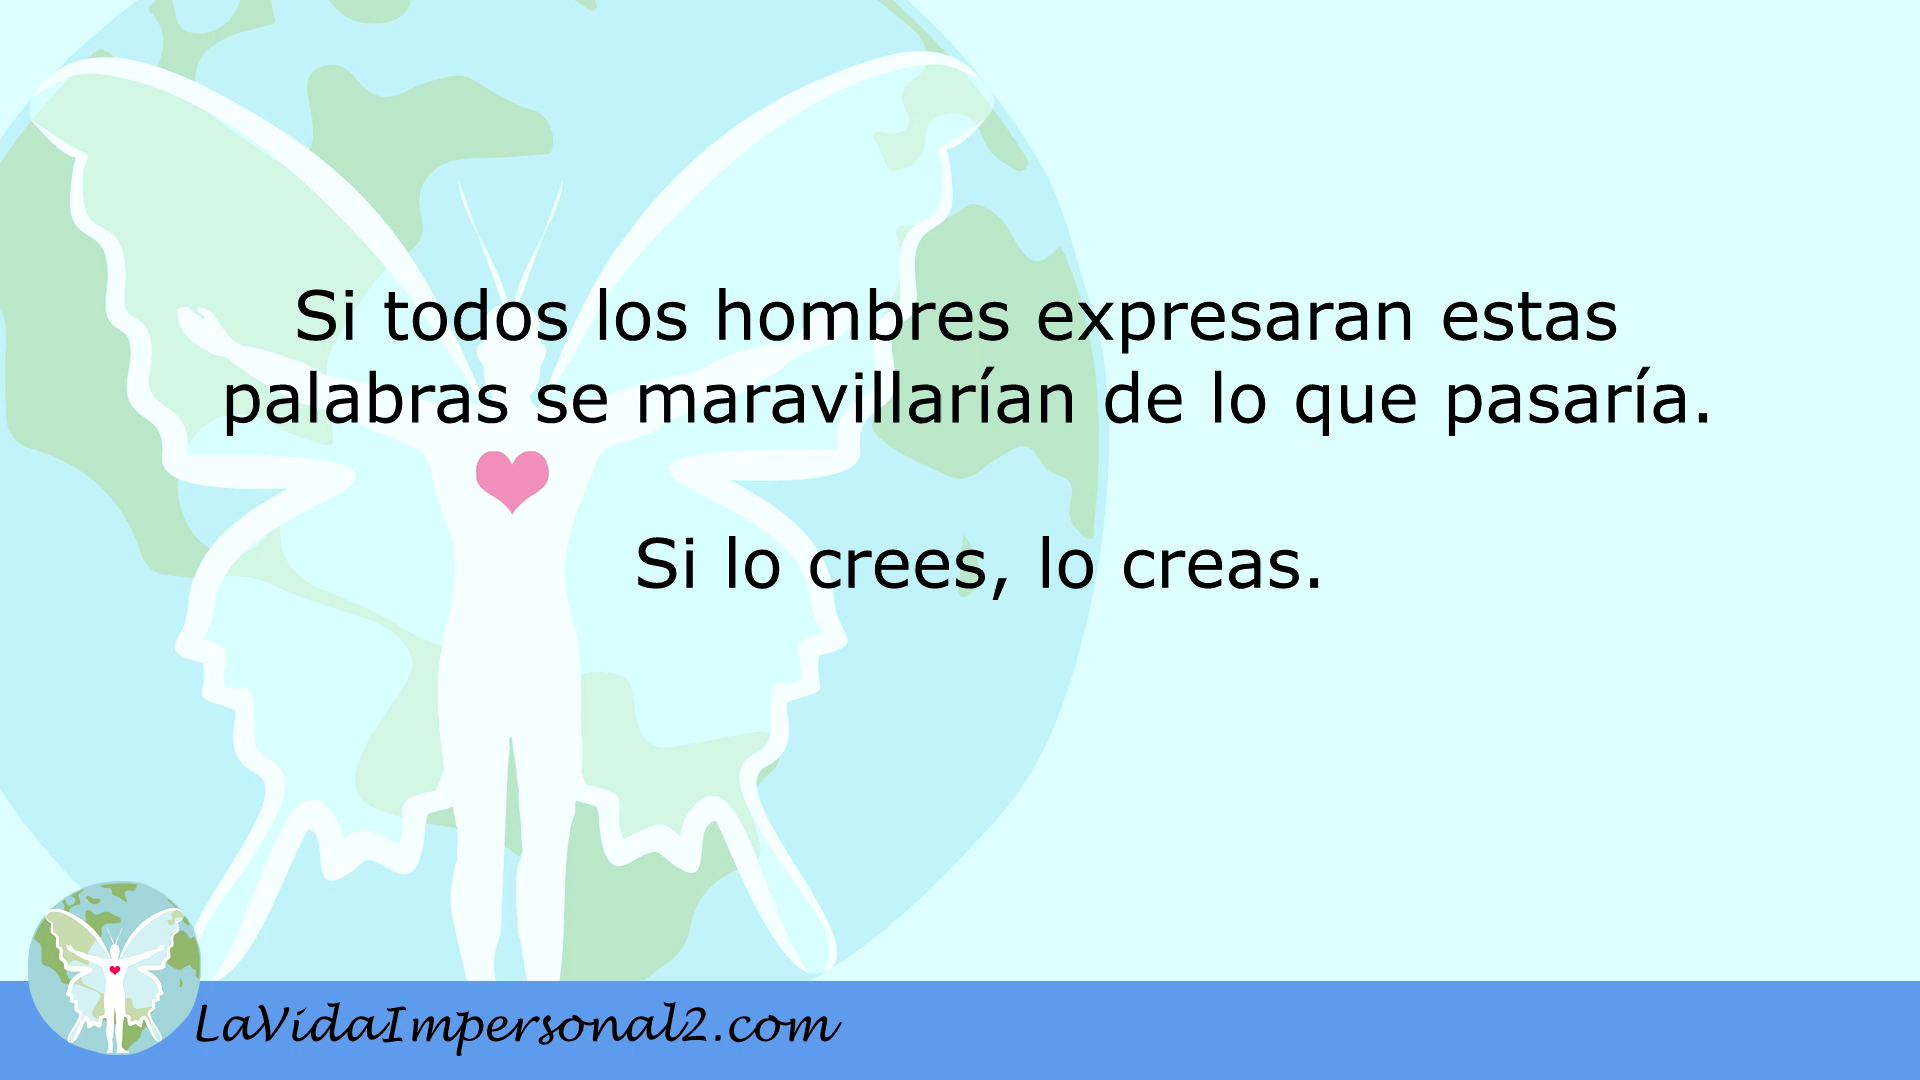 Si todos los hombres expresaran estas
palabras se maravillarían de lo que pasaría.
Si lo crees, lo creas.
LaVidaImpersonal2.com